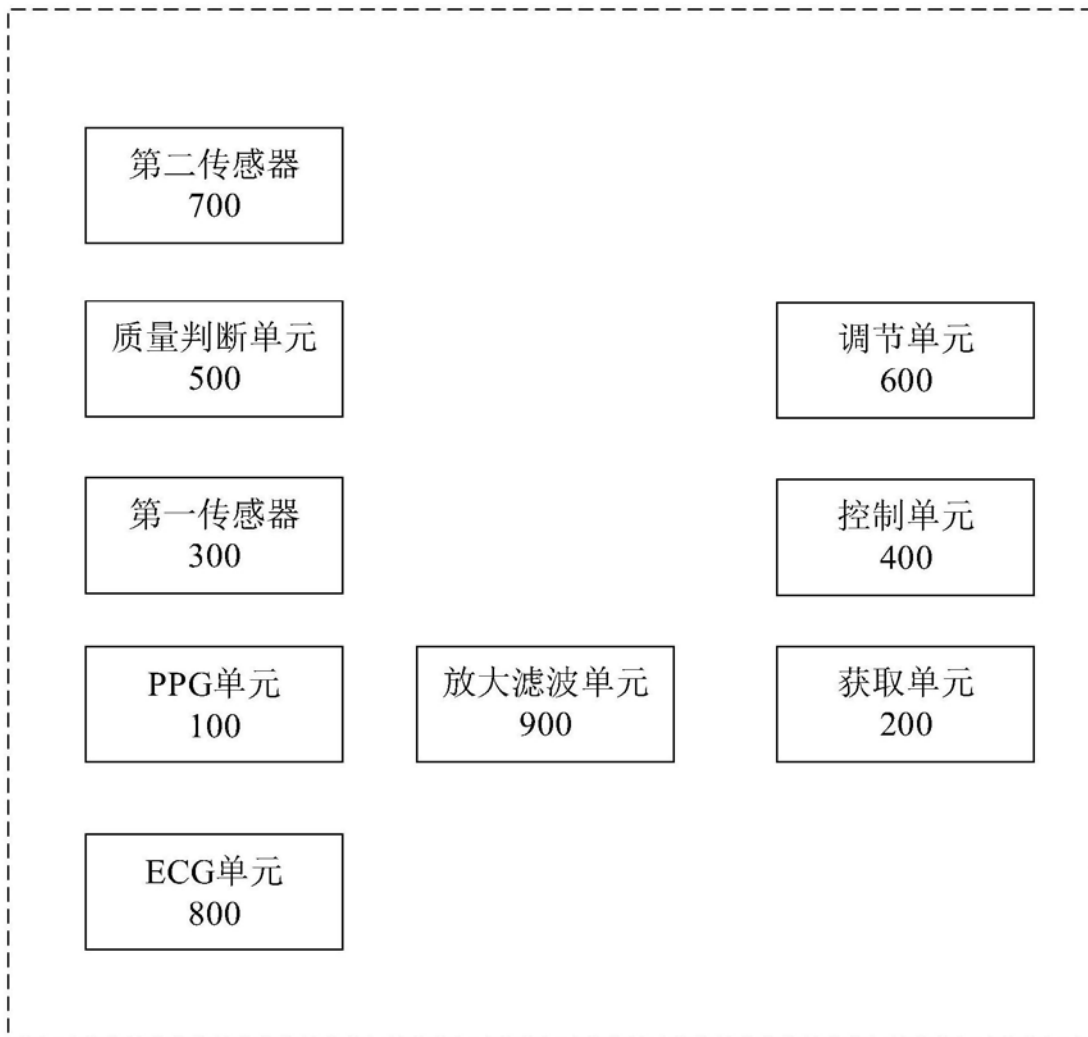 第二传感器
700
质量判断单元
500
调节单元
600
第一传感器
300
控制单元
400
PPG单元
100
放大滤波单元
900
获取单元
200
ECG单元
800